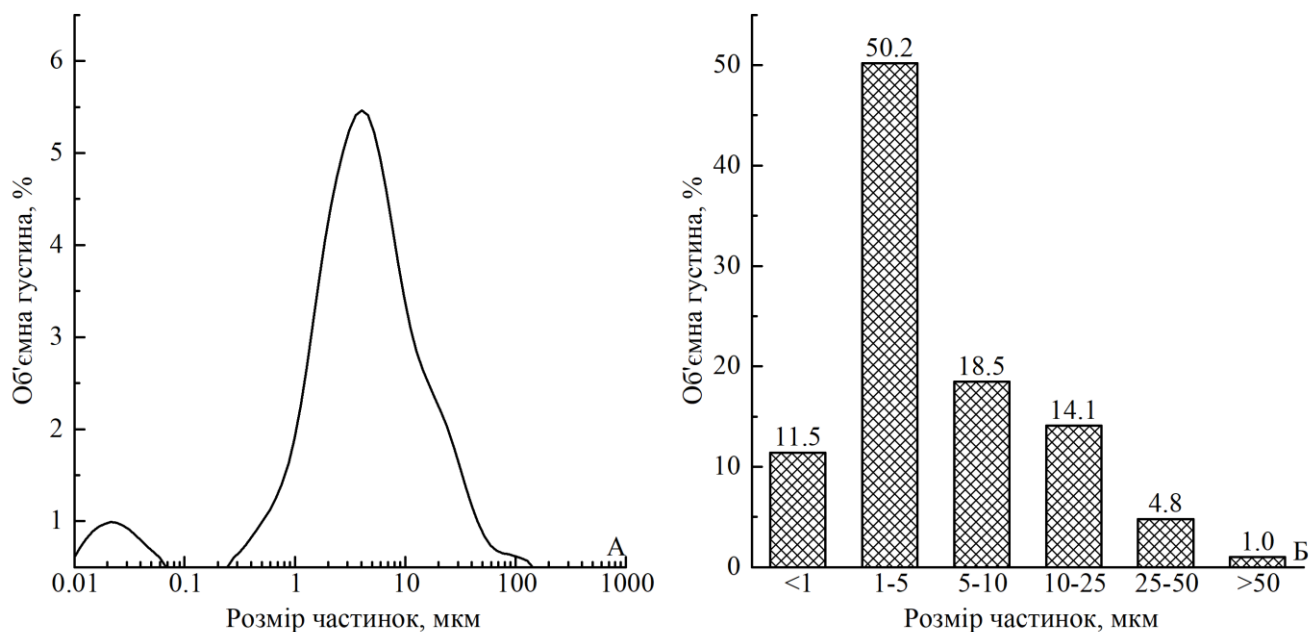 Об'ємна густина, %
6
5
4
3
2
1
0.01 0.1 1 10 100 1000
Розмір частинок, мкм
А
Об'ємна густина, %
50
40
30
20
10
0
11.5
50.2
18.5
14.1
4.8
1.0
<1 1-5 5-10 10-25 25-50 >50
Розмір частинок, мкм
Б